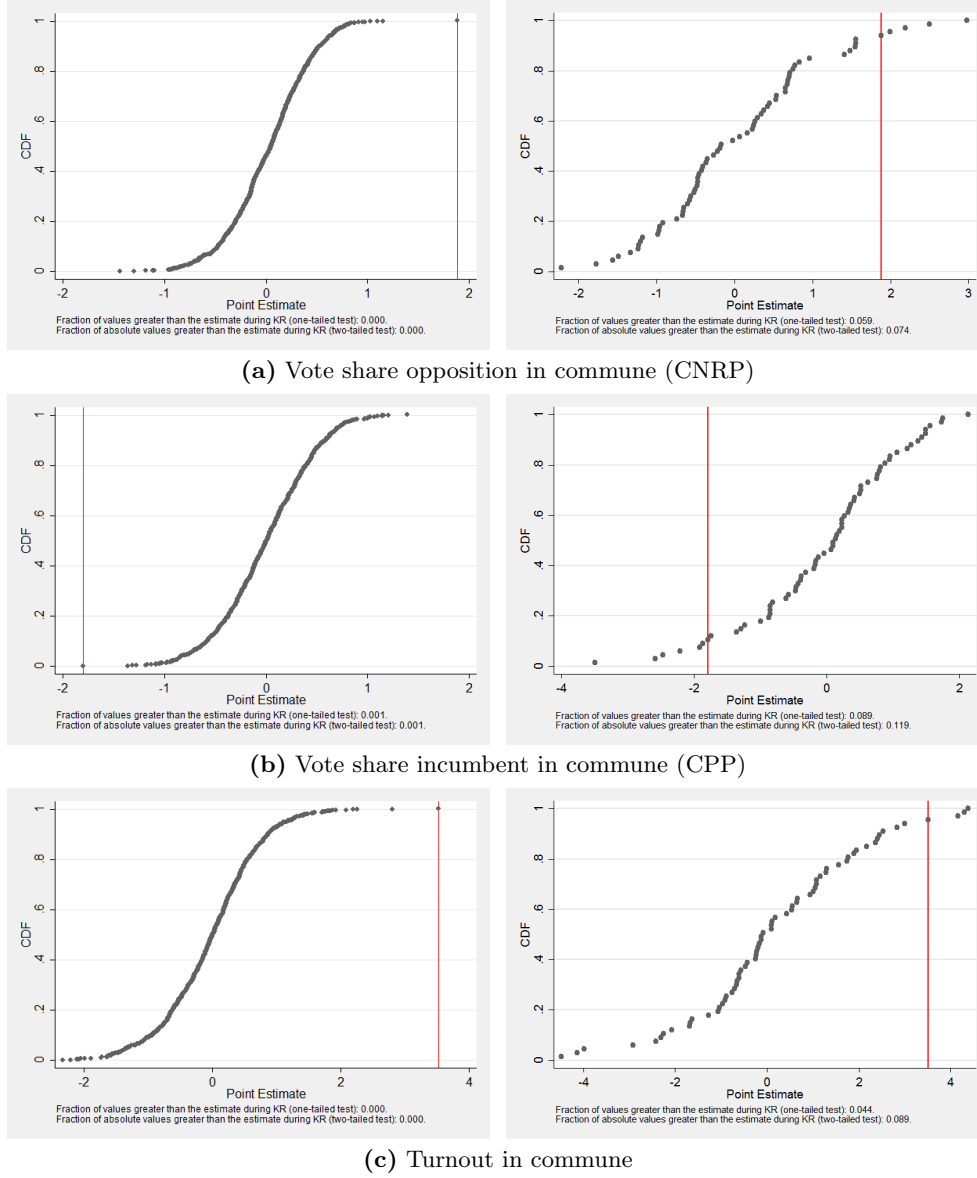 CDF
0 .2 .4 .6 .8 1
-2 -1 0 1 2
Point Estimate
Fraction of values greater than the estimate during KR (one-tailed test): 0.000.
Fraction of absolute values greater than the estimate during KR (two-tailed test): 0.000.
CDF
0 .2 .4 .6 .8 1
-2 -1 0 1 2 3
Point Estimate
Fraction of values greater than the estimate during KR (one-tailed test): 0.059.
Fraction of absolute values greater than the estimate during KR (two-tailed test): 0.074.
(a) Vote share opposition in commune (CNRP)
CDF
0 .2 .4 .6 .8 1
-2 -1 0 1 2
Point Estimate
Fraction of values greater than the estimate during KR (one-tailed test): 0.001.
Fraction of absolute values greater than the estimate during KR (two-tailed test): 0.001.
CDF
0 .2 .4 .6 .8 1
-4 -2 0 2
Point Estimate
Fraction of values greater than the estimate during KR (one-tailed test): 0.089.
Fraction of absolute values greater than the estimate during KR (two-tailed test): 0.119.
(b) Vote share incumbent in commune (CPP)
CDF
0 .2 .4 .6 .8 1
-2 0 2 4
Point Estimate
Fraction of values greater than the estimate during KR (one-tailed test): 0.000.
Fraction of absolute values greater than the estimate during KR (two-tailed test): 0.000.
CDF
0 .2 .4 .6 .8 1
-4 -2 0 2 4
Point Estimate
Fraction of values greater than the estimate during KR (one-tailed test): 0.044.
Fraction of absolute values greater than the estimate during KR (two-tailed test): 0.089.
(c) Turnout in commune